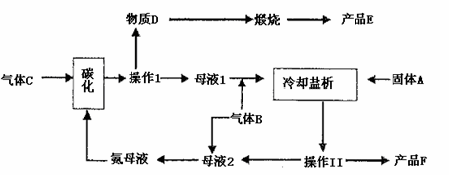 物质D 煅烧 产品E
气体C 碳化 操作1 母液1 冷却盐析 固体A
气体B
氨母液 母液2 操作II 产品F